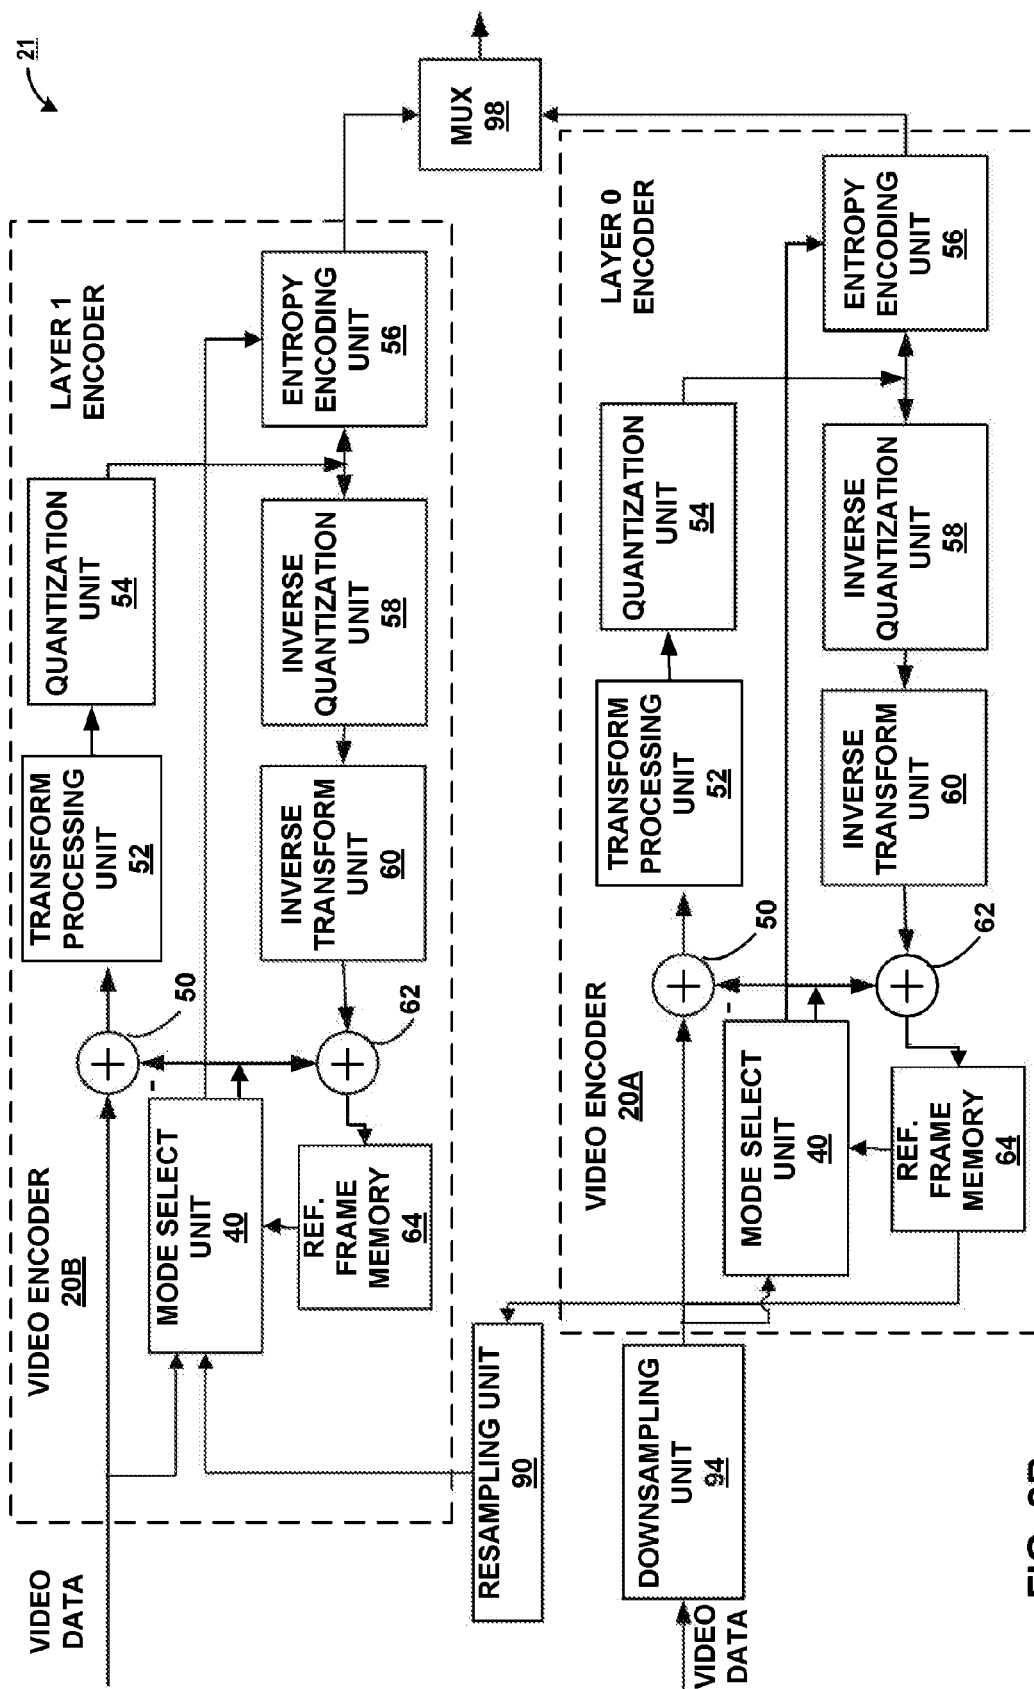 21
VIDEO
DATA
VIDEO ENCODER
20B
LAYER 1
ENCODER
50
TRANSFORM
PROCESSING
UNIT
52
QUANTIZATION
UNIT
54
MODE SELECT
UNIT
40
REF.
FRAME
MEMORY
64
62
INVERSE
TRANSFORM
UNIT
60
INVERSE
QUANTIZATION
UNIT
58
ENTROPY
ENCODING
UNIT
56
MUX
98
RESAMPLING UNIT
90
VIDEO
DATA
DOWNSAMPLING
UNIT
94
VIDEO ENCODER
20A
LAYER 0
ENCODER
50
TRANSFORM
PROCESSING
UNIT
52
QUANTIZATION
UNIT
54
MODE SELECT
UNIT
40
REF.
FRAME
MEMORY
64
62
INVERSE
TRANSFORM
UNIT
60
INVERSE
QUANTIZATION
UNIT
58
ENTROPY
ENCODING
UNIT
56
FIG.